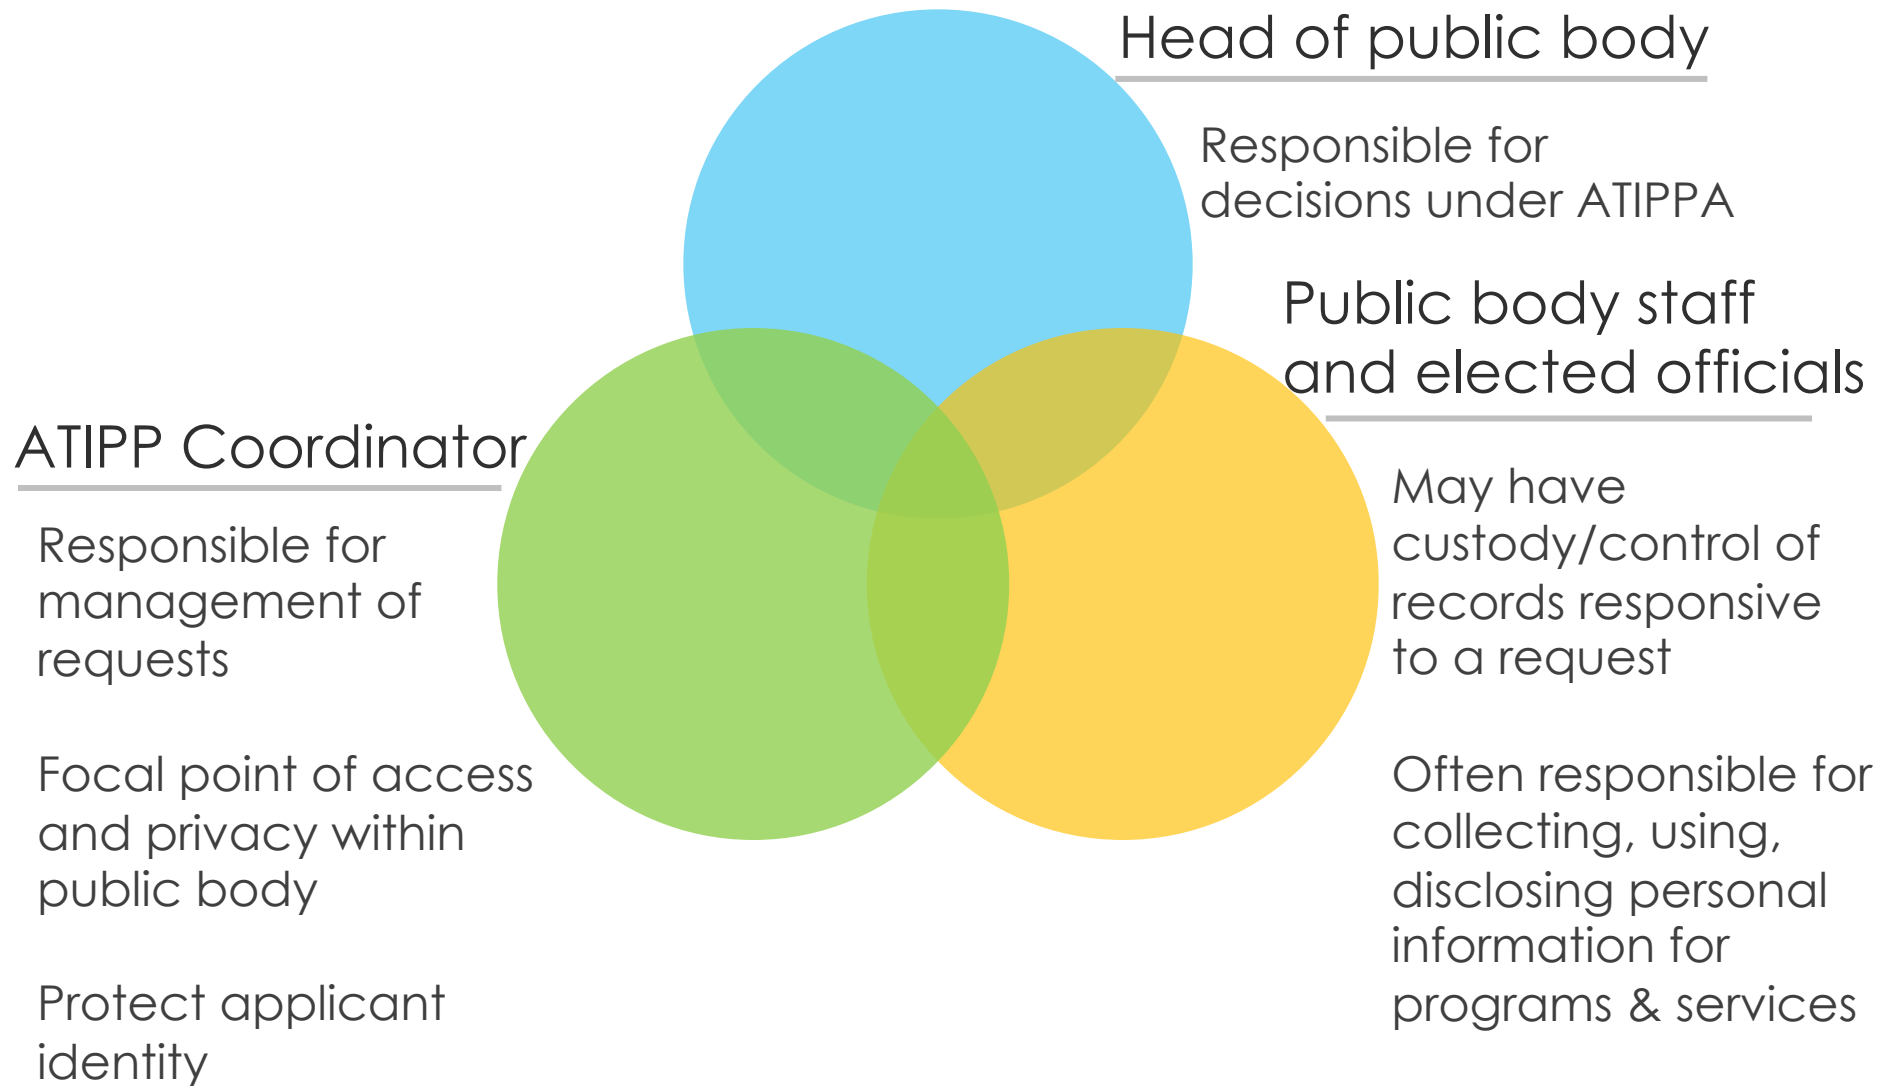 Head of public body
Responsible for
decisions under ATIPPA
Public body staff
and elected officials
May have
custody/control of
records responsive
to a request
Often responsible for
collecting, using,
disclosing personal
information for
programs & services
ATIPP Coordinator
Responsible for
management of
requests
Focal point of access
and privacy within
public body
Protect applicant
identity